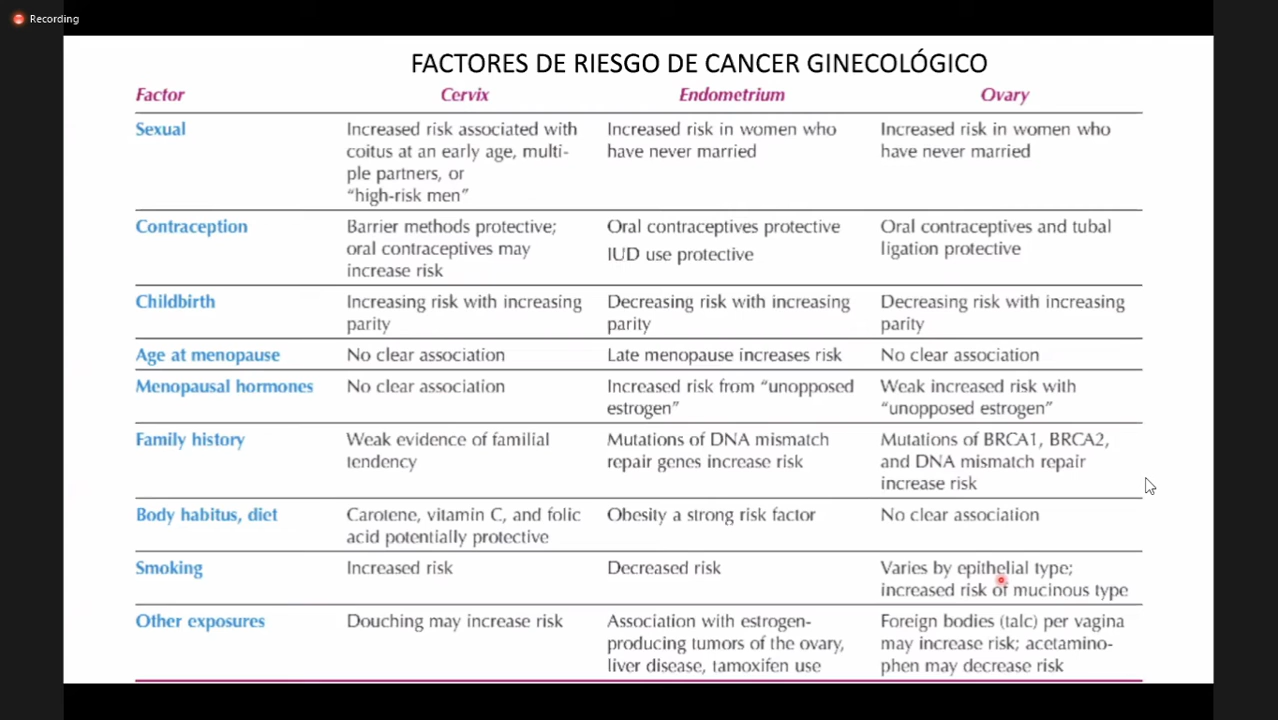 Recording
FACTORES DE RIESGO DE CANCER GINECOLÓGICO
Factor Cervix Endometrium Ovary
Sexual
Increased risk associated with
coitus at an early age, multi-
ple partners, or
“high-risk men”
Increased risk in women who
have never married
Increased risk in women who
have never married
Contraception
Barrier methods protective;
oral contraceptives may
increase risk
Oral contraceptives protective
IUD use protective
Oral contraceptives and tubal
ligation protective
Childbirth
Increasing risk with increasing
parity
Decreasing risk with increasing
parity
Decreasing risk with increasing
parity
Age at menopause
No clear association
Late menopause increases risk
No clear association
Menopausal hormones
No clear association
Increased risk from “unopposed
estrogen”
Weak increased risk with
“unopposed estrogen”
Family history
Weak evidence of familial
tendency
Mutations of DNA mismatch
repair genes increase risk
Mutations of BRCA1, BRCA2,
and DNA mismatch repair
increase risk
Body habitus, diet
Carotene, vitamin C, and folic
acid potentially protective
Obesity a strong risk factor
No clear association
Smoking
Increased risk
Decreased risk
Varies by epithelial type;
increased risk of mucinous type
Other exposures
Douching may increase risk
Association with estrogen-
producing tumors of the ovary,
liver disease, tamoxifen use
Foreign bodies (talc) per vagina
may increase risk; acetamino-
phen may decrease risk